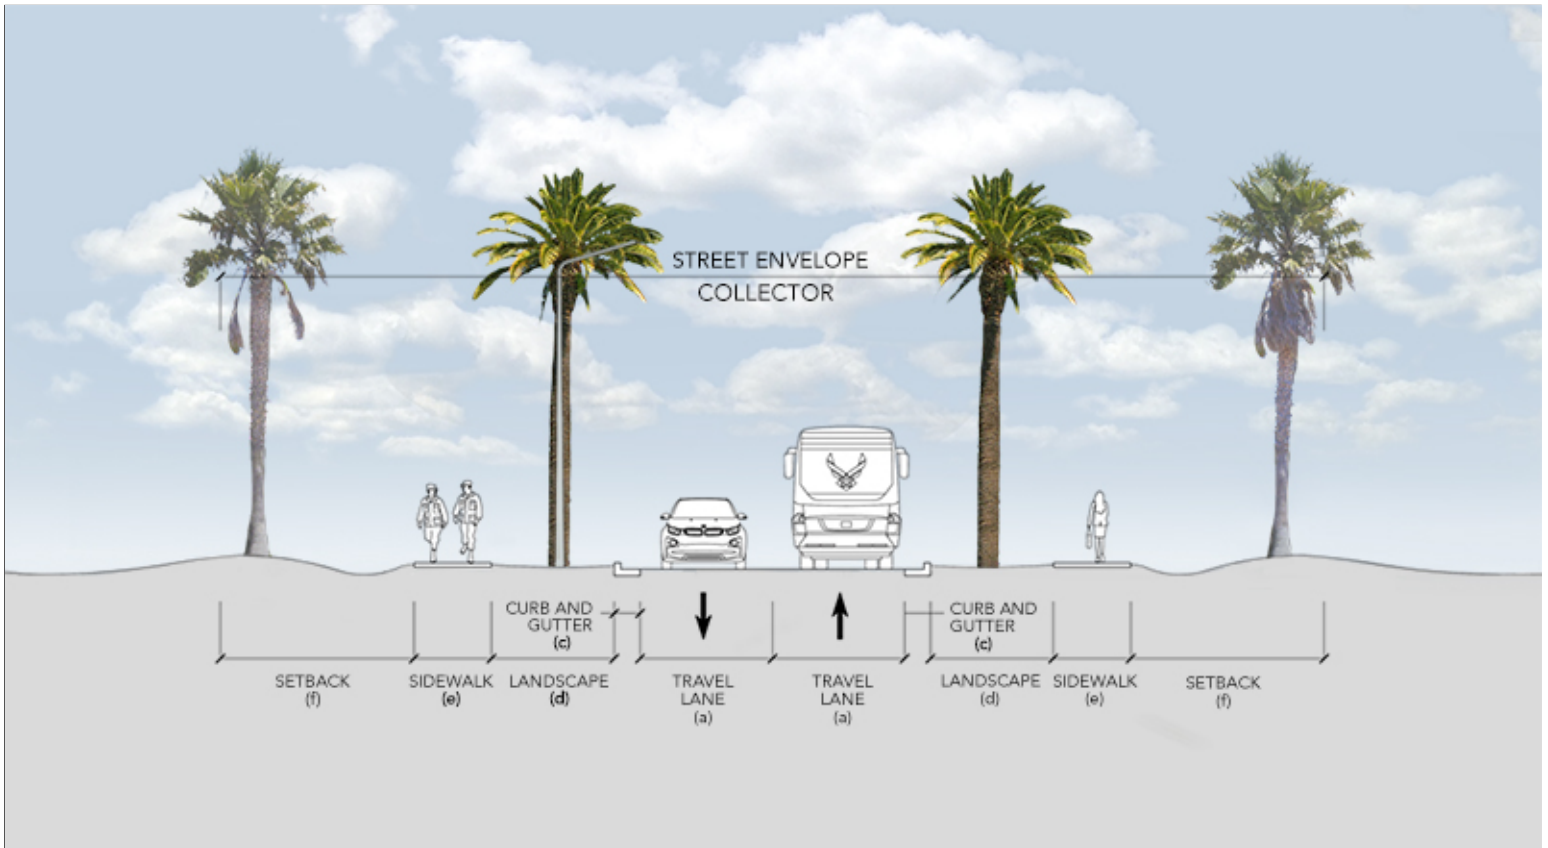 STREET ENVELOPE
COLLECTOR
CURB AND
GUTTER
(c)
CURB AND
GUTTER
(c)
SETBACK
(f)
SIDEWALK
(e)
LANDSCAPE
(d)
TRAVEL
LANE
(a)
TRAVEL
LANE
(a)
LANDSCAPE
(d)
SIDEWALK
(e)
SETBACK
(f)